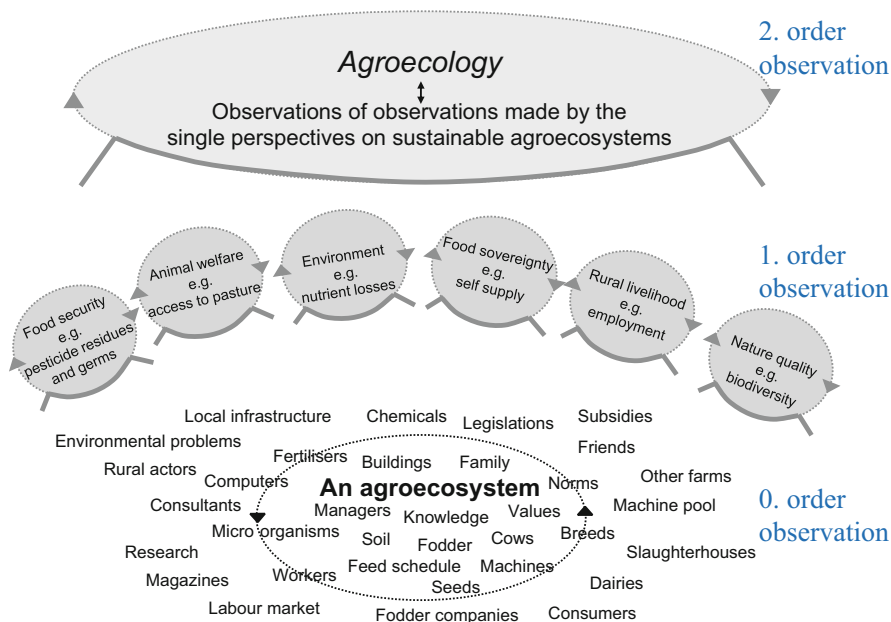 2. order
observation
Agroecology
Observations of observations made by the
single perspectives on sustainable agroecosystems
1. order
observation
Food security
e.g.
pesticide residues
and germs
Animal welfare
e.g.
access to pasture
Environment
e.g.
nutrient losses
Food sovereignty
e.g.
self supply
Rural livelihood
e.g.
employment
Nature quality
e.g.
biodiversity
0. order
observation
Local infrastructure
Chemicals
Legislations
Subsidies
Environmental problems
Friends
Rural actors
Fertilisers
Buildings
Family
Computers
An agroecosystem
Norms
Other farms
Consultants
Managers
Knowledge
Values
Machine pool
Micro organisms
Soil
Fodder
Cows
Breeds
Research
Slaughterhouses
Magazines
Workers
Feed schedule
Machines
Seeds
Dairies
Labour market
Fodder companies
Consumers